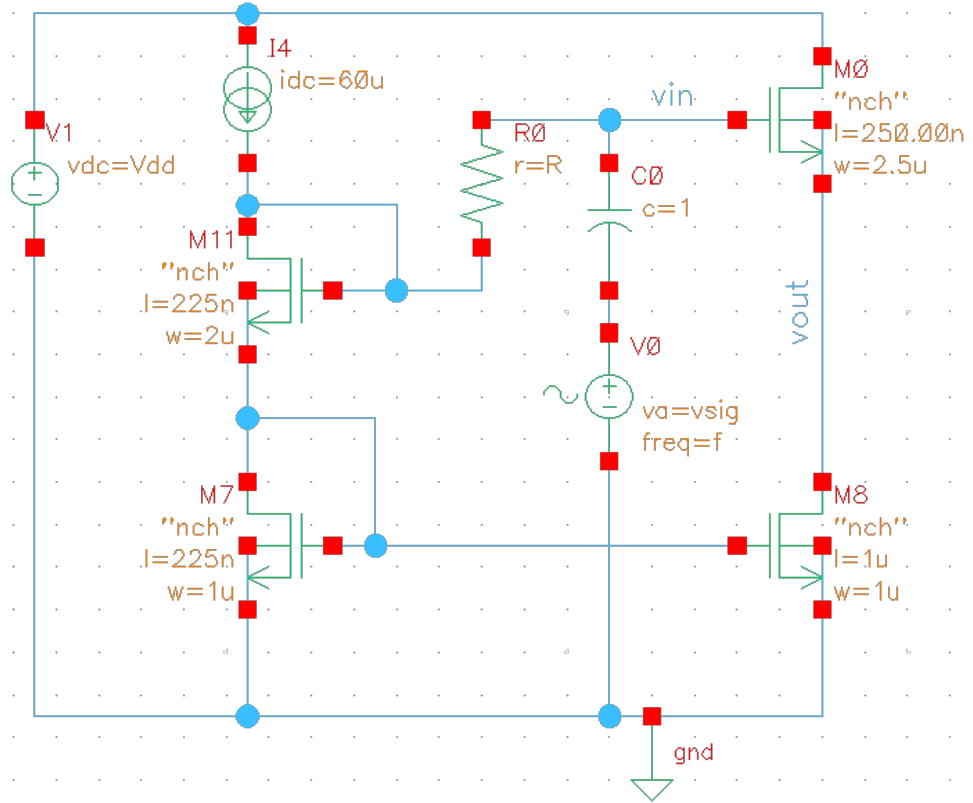 I4
idc=60u
V1
vdc=Vdd
M0
"nch"
l=250.00n
w=2.5u
vin
R0
r=R
C0
c=1
M11
"nch"
l=225n
w=2u
vout
V0
va=vsig
freq=f
M7
"nch"
l=225n
w=1u
M8
"nch"
l=1u
w=1u
gnd